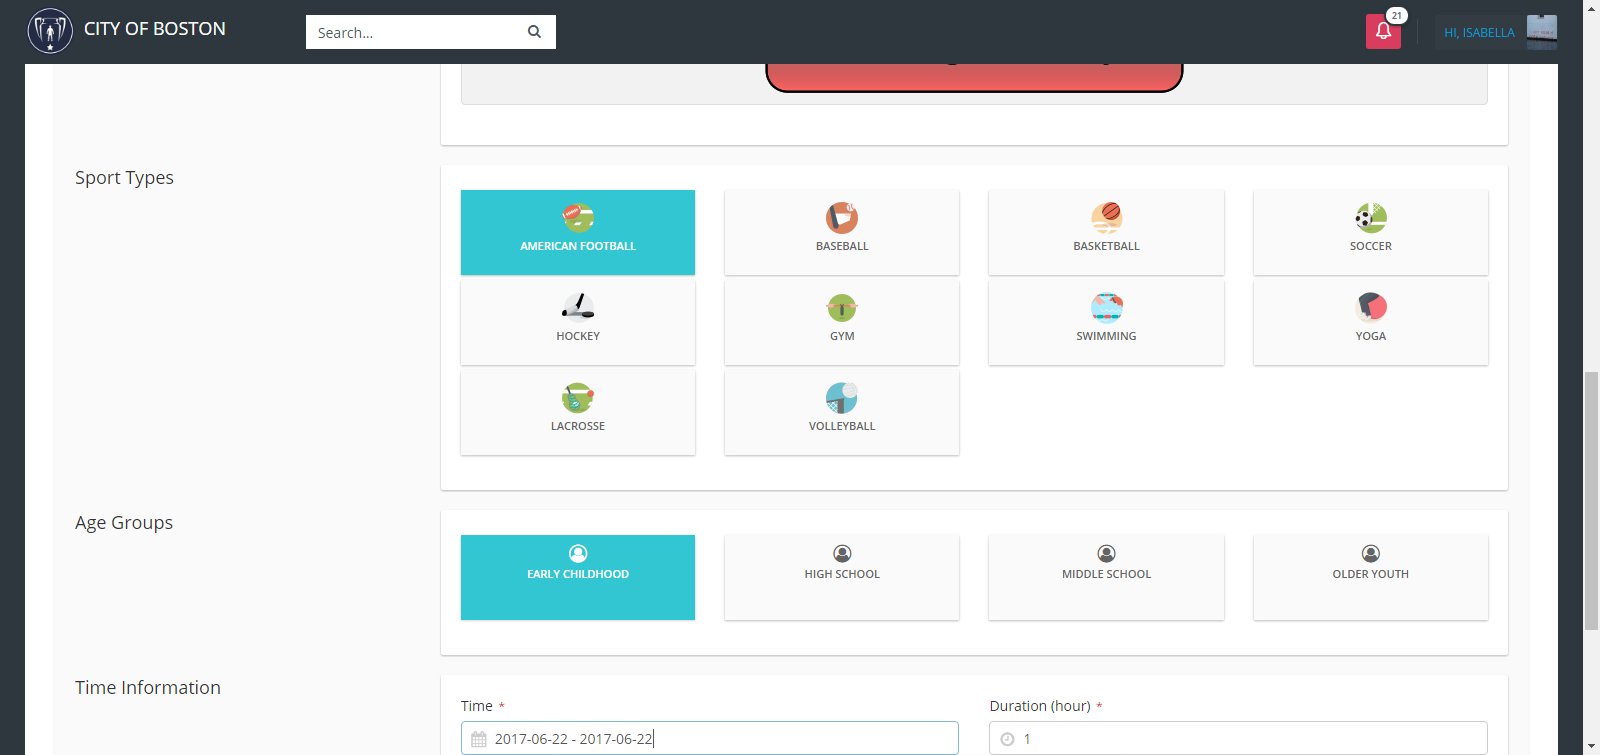 CITY OF BOSTON
Search...
21
HI, ISABELLA
Sport Types
AMERICAN FOOTBALL
BASEBALL
BASKETBALL
SOCCER
HOCKEY
GYM
SWIMMING
YOGA
LACROSSE
VOLLEYBALL
Age Groups
EARLY CHILDHOOD
HIGH SCHOOL
MIDDLE SCHOOL
OLDER YOUTH
Time Information
Time *
Duration (hour) *
2017-06-22 - 2017-06-22
1